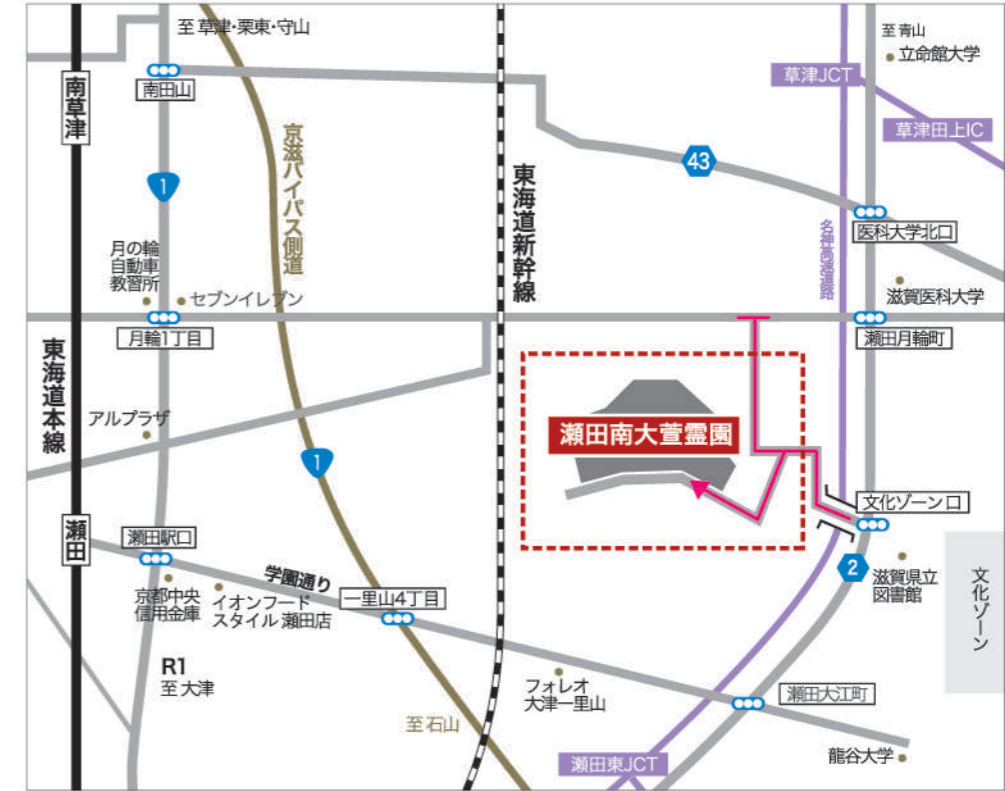 至 草津・栗東・守山
至 青山
立命館大学
草津JCT
南草津
南田山
草津田上IC
京滋バイパス側道
43
東海道新幹線
1
名神高速道路
医科大学北口
月の輪
自動車
教習所
セブンイレブン
滋賀医科大学
月輪1丁目
瀬田月輪町
東海道本線
アルプラザ
瀬田南大萱霊園
1
文化ゾーン口
瀬田
瀬田駅口
2
滋賀県立
図書館
文化ゾーン
学園通り
京都中央
信用金庫
イオンフード
スタイル 瀬田店
一里山4丁目
R1
至 大津
フォレオ
大津一里山
瀬田大江町
至 石山
瀬田東JCT
龍谷大学